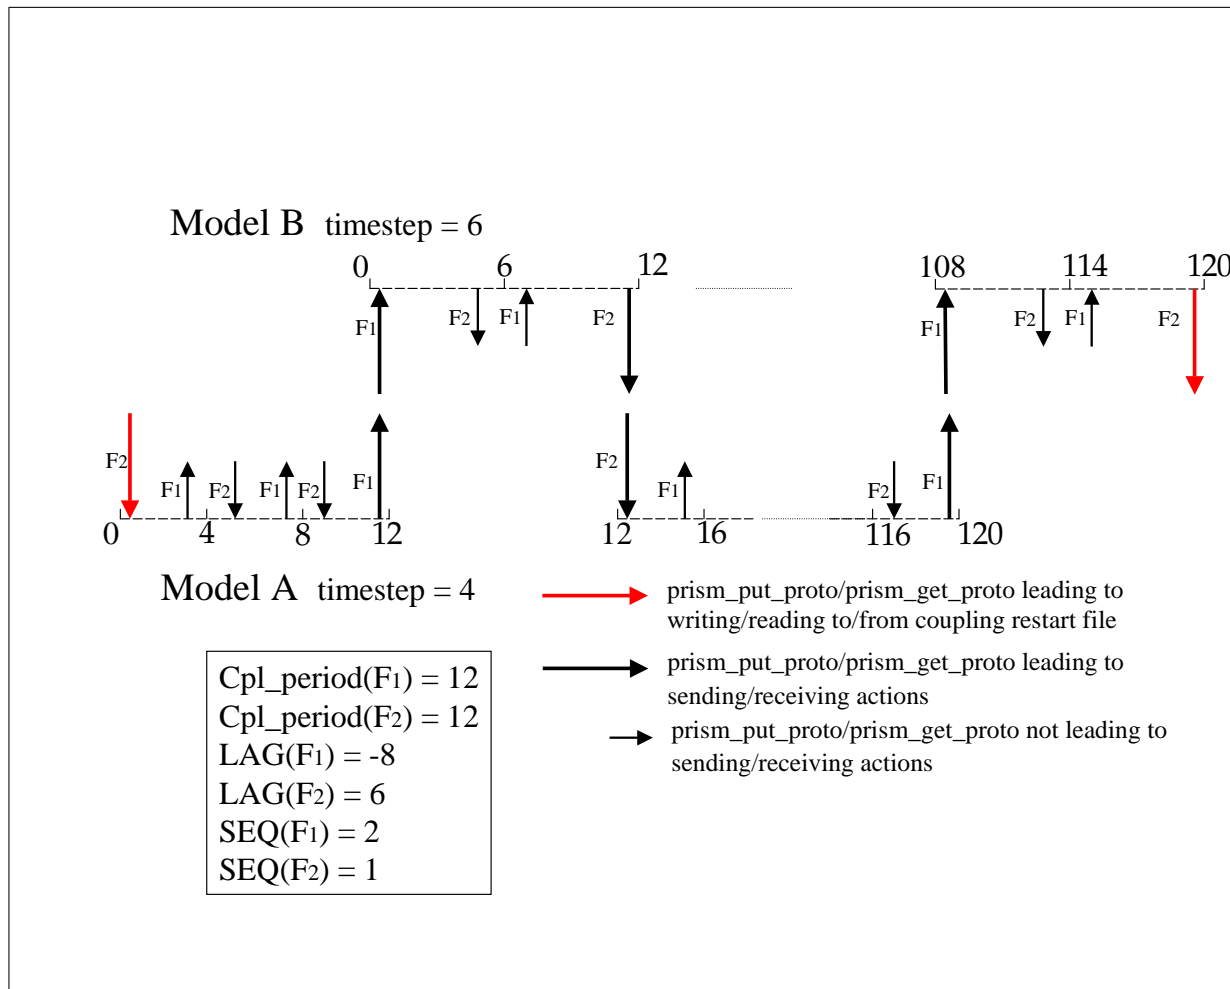 Model B timestep = 6
0 6 12 108 114 120
F1 F2 F1 F2 F1 F2 F1 F2
F2 F1 F2 F1 F2 F1 F2 F1 F2 F1
0 4 8 12 12 16 116 120
Model A timestep = 4
prism_put_proto/prism_get_proto leading to
writing/reading to/from coupling restart file
prism_put_proto/prism_get_proto leading to
sending/receiving actions
prism_put_proto/prism_get_proto not leading to
sending/receiving actions
Cpl_period(F1) = 12
Cpl_period(F2) = 12
LAG(F1) = -8
LAG(F2) = 6
SEQ(F1) = 2
SEQ(F2) = 1